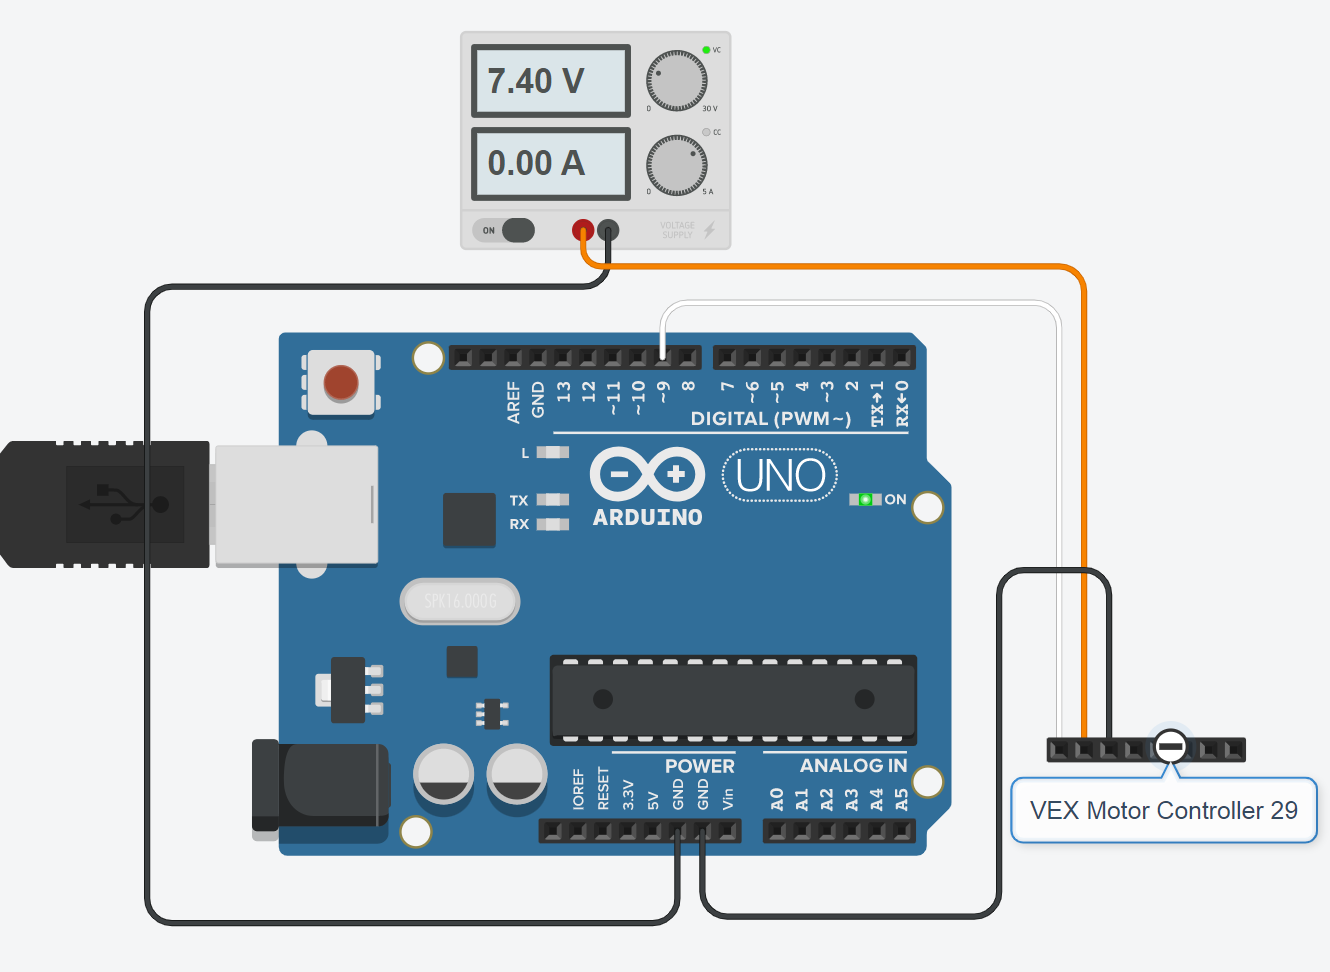 7.40 V
VC
0
30 V
0.00 A
CC
0
5 A
ON
VOLTAGE
SUPPLY
AREF
GND
13
12
~11
~10
~9
8
7
~6
~5
4
~3
2
TX→1
RX←0
DIGITAL (PWM~)
L
TX
RX
ARDUINO
UNO
ON
SPK16.000G
POWER
ANALOG IN
IOREF
RESET
3.3V
5V
GND
GND
Vin
A0
A1
A2
A3
A4
A5
VEX Motor Controller 29